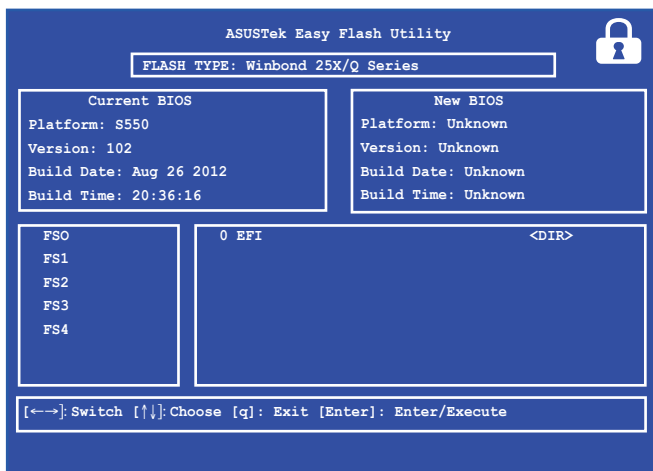 ASUSTek Easy Flash Utility
FLASH TYPE: Winbond 25X/Q Series
Current BIOS
Platform: S550
Version: 102
Build Date: Aug 26 2012
Build Time: 20:36:16
New BIOS
Platform: Unknown
Version: Unknown
Build Date: Unknown
Build Time: Unknown
FSO
FS1
FS2
FS3
FS4
0 EFI <DIR>
[←→]: Switch [↑↓]: Choose [q]: Exit [Enter]: Enter/Execute